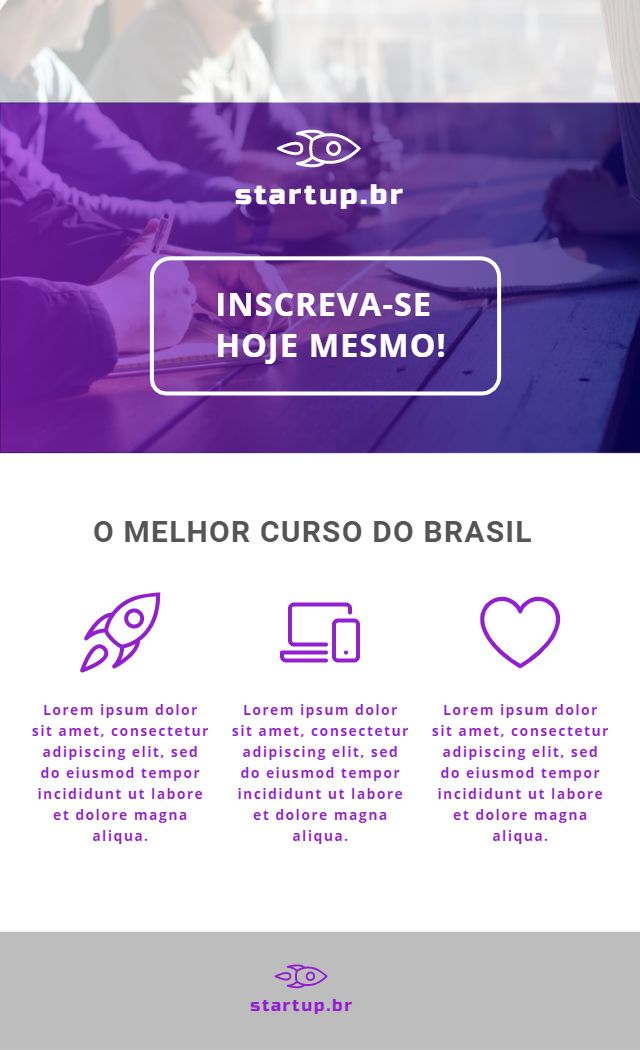 startup.br
INSCREVA-SE
HOJE MESMO!
O MELHOR CURSO DO BRASIL
Lorem ipsum dolor
sit amet, consectetur
adipiscing elit, sed
do eiusmod tempor
incididunt ut labore
et dolore magna
aliqua.
Lorem ipsum dolor
sit amet, consectetur
adipiscing elit, sed
do eiusmod tempor
incididunt ut labore
et dolore magna
aliqua.
Lorem ipsum dolor
sit amet, consectetur
adipiscing elit, sed
do eiusmod tempor
incididunt ut labore
et dolore magna
aliqua.
startup.br